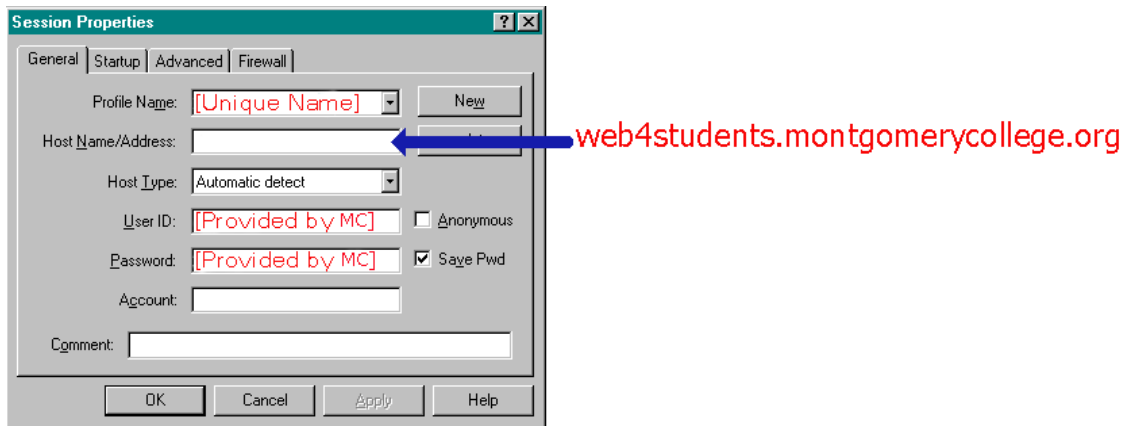 Session Properties
General Startup Advanced Firewall
Profile Name: [Unique Name] New
Host Name/Address: web4students.montgomerycollege.org
Host Type: Automatic detect
User ID: [Provided by MC] Anonymous
Password: [Provided by MC] Save Pwd
Account:
Comment:
OK Cancel Apply Help